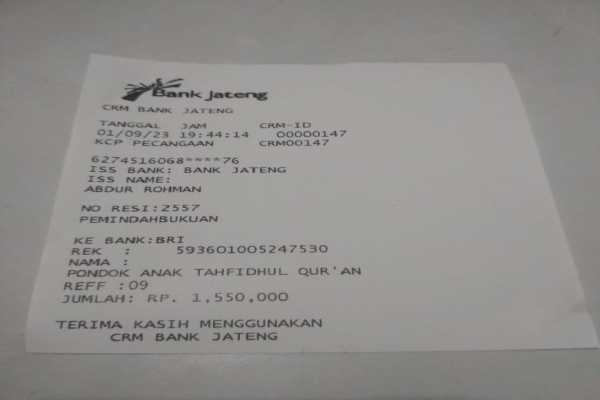 Bank Jateng
CRM BANK JATENG
TANGGAL JAM CRM-ID
01/09/23 19:44:14 00000147
KCP PECANGAAN CRM00147
6274516068****76
ISS BANK: BANK JATENG
ISS NAME:
ABDUR ROHMAN
NO RESI:2557
PEMINDAHBUKUAN
KE BANK:BRI
REK : 593601005247530
NAMA :
PONDOK ANAK TAHFIDHUL QUR'AN
REFF :09
JUMLAH: RP. 1,550,000
TERIMA KASIH MENGGUNAKAN
CRM BANK JATENG